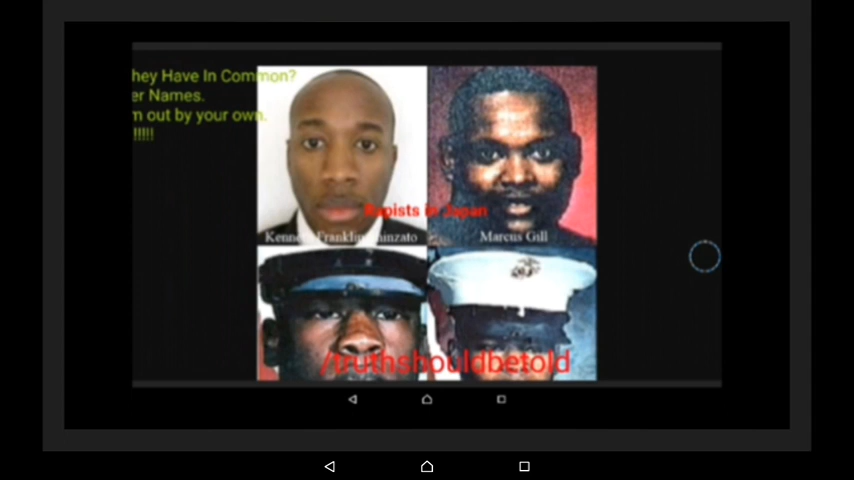 hey Have In Common?
er Names.
m out by your own.
!!!!!
Rapists in Japan
Franklin
Marcus Gill
/truthshouldbetold